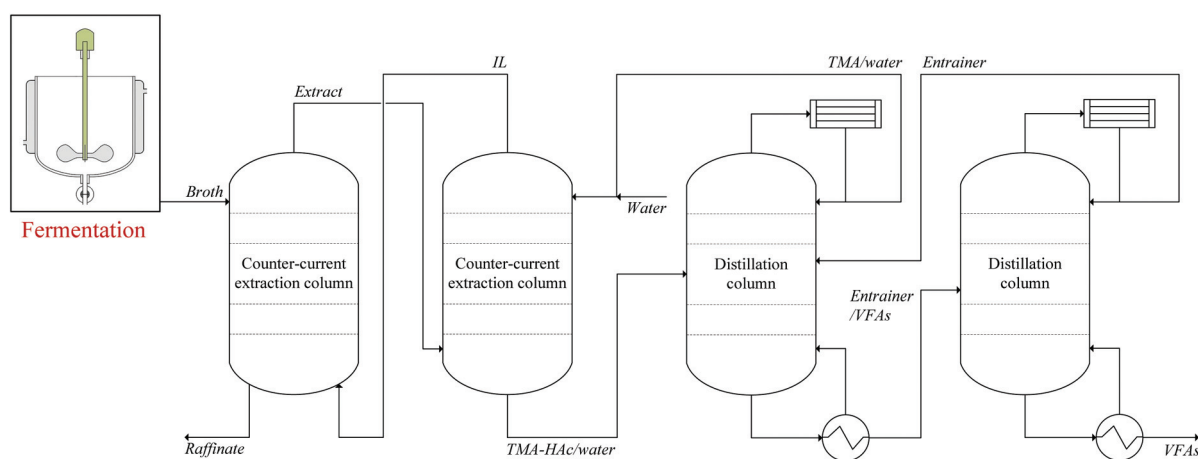 IL
TMA/water
Entrainer
Extract
Broth
Water
Fermentation
Counter-current
extraction column
Counter-current
extraction column
Distillation
column
Distillation
column
Entrainer
/VFAs
Raffinate
TMA-HAc/water
VFAs